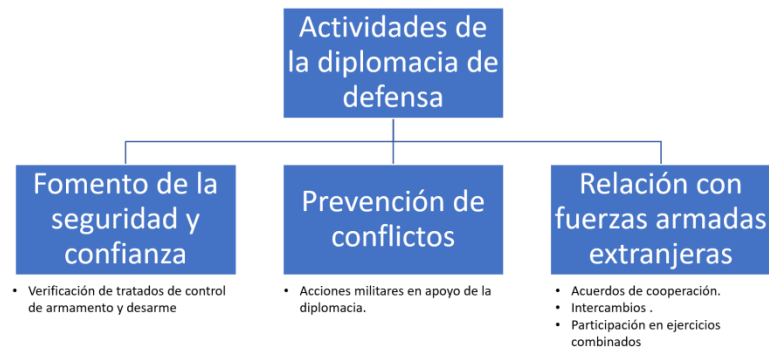 Actividades de
la diplomacia de
defensa
Fomento de la
seguridad y
confianza
• Verificación de tratados de control
de armamento y desarme
Prevención de
conflictos
• Acciones militares en apoyo de la
diplomacia.
Relación con
fuerzas armadas
extranjeras
• Acuerdos de cooperación.
• Intercambios .
• Participación en ejercicios
combinados